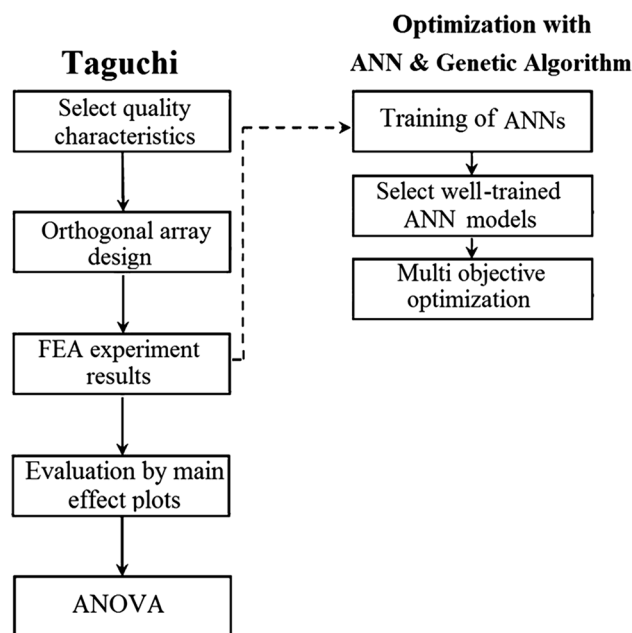 Taguchi
Select quality
characteristics
Orthogonal array
design
FEA experiment
results
Evaluation by main
effect plots
ANOVA
Optimization with
ANN & Genetic Algorithm
Training of ANNs
Select well-trained
ANN models
Multi objective
optimization